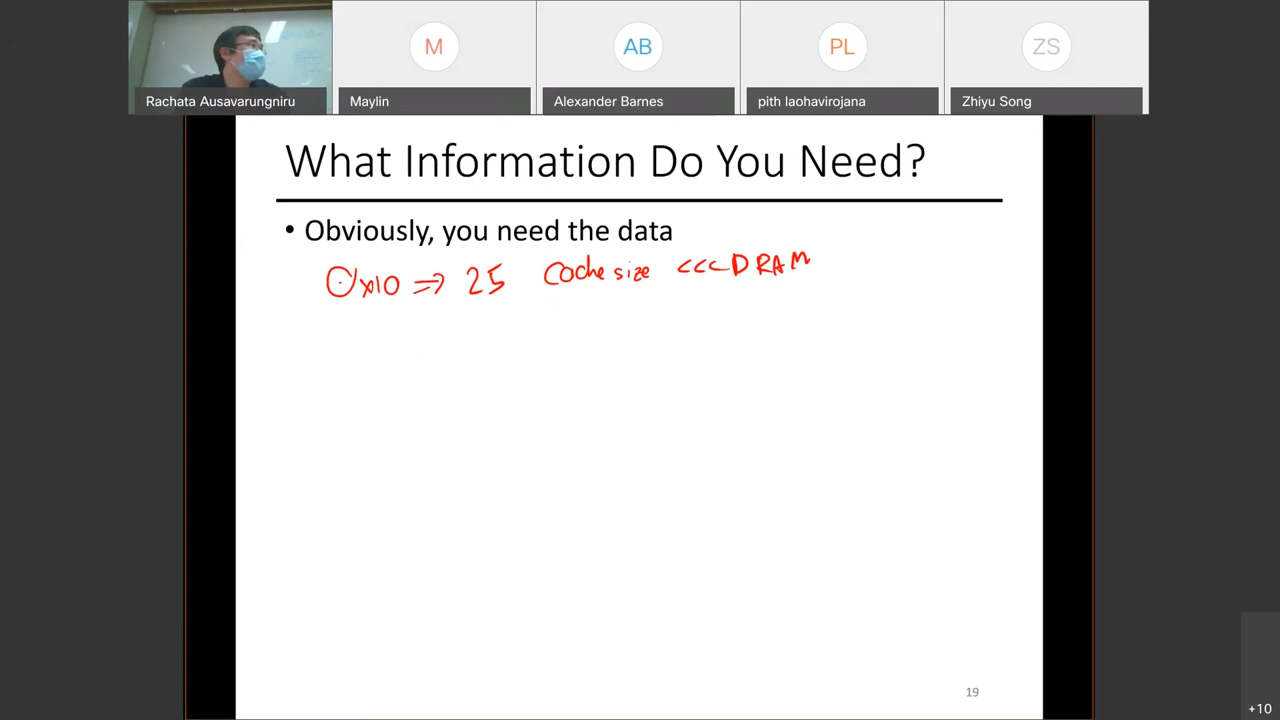 M
AB
PL
ZS
Rachata Ausavarungniru
Maylin
Alexander Barnes
pith laohavirojana
Zhiyu Song
What Information Do You Need?
• Obviously, you need the data
0x10 ⇒ 25 Cache size <<< DRAM
19
+10